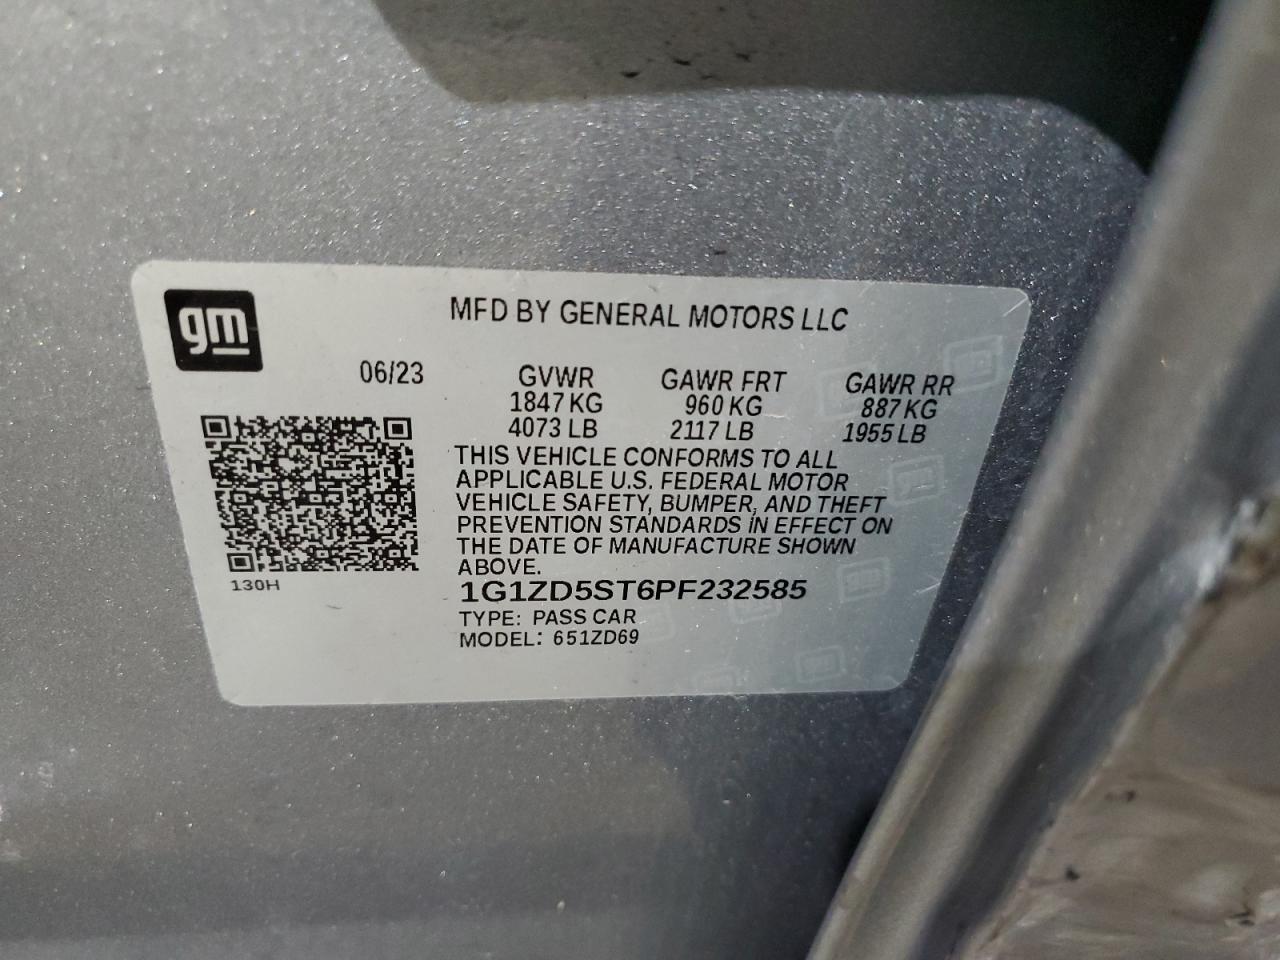 gm
MFD BY GENERAL MOTORS LLC
06/23 GVWR GAWR FRT GAWR RR
1847 KG 960 KG 887 KG
4073 LB 2117 LB 1955 LB
THIS VEHICLE CONFORMS TO ALL
APPLICABLE U.S. FEDERAL MOTOR
VEHICLE SAFETY, BUMPER, AND THEFT
PREVENTION STANDARDS IN EFFECT ON
THE DATE OF MANUFACTURE SHOWN
ABOVE.
130H
1G1ZD5ST6PF232585
TYPE: PASS CAR
MODEL: 651ZD69